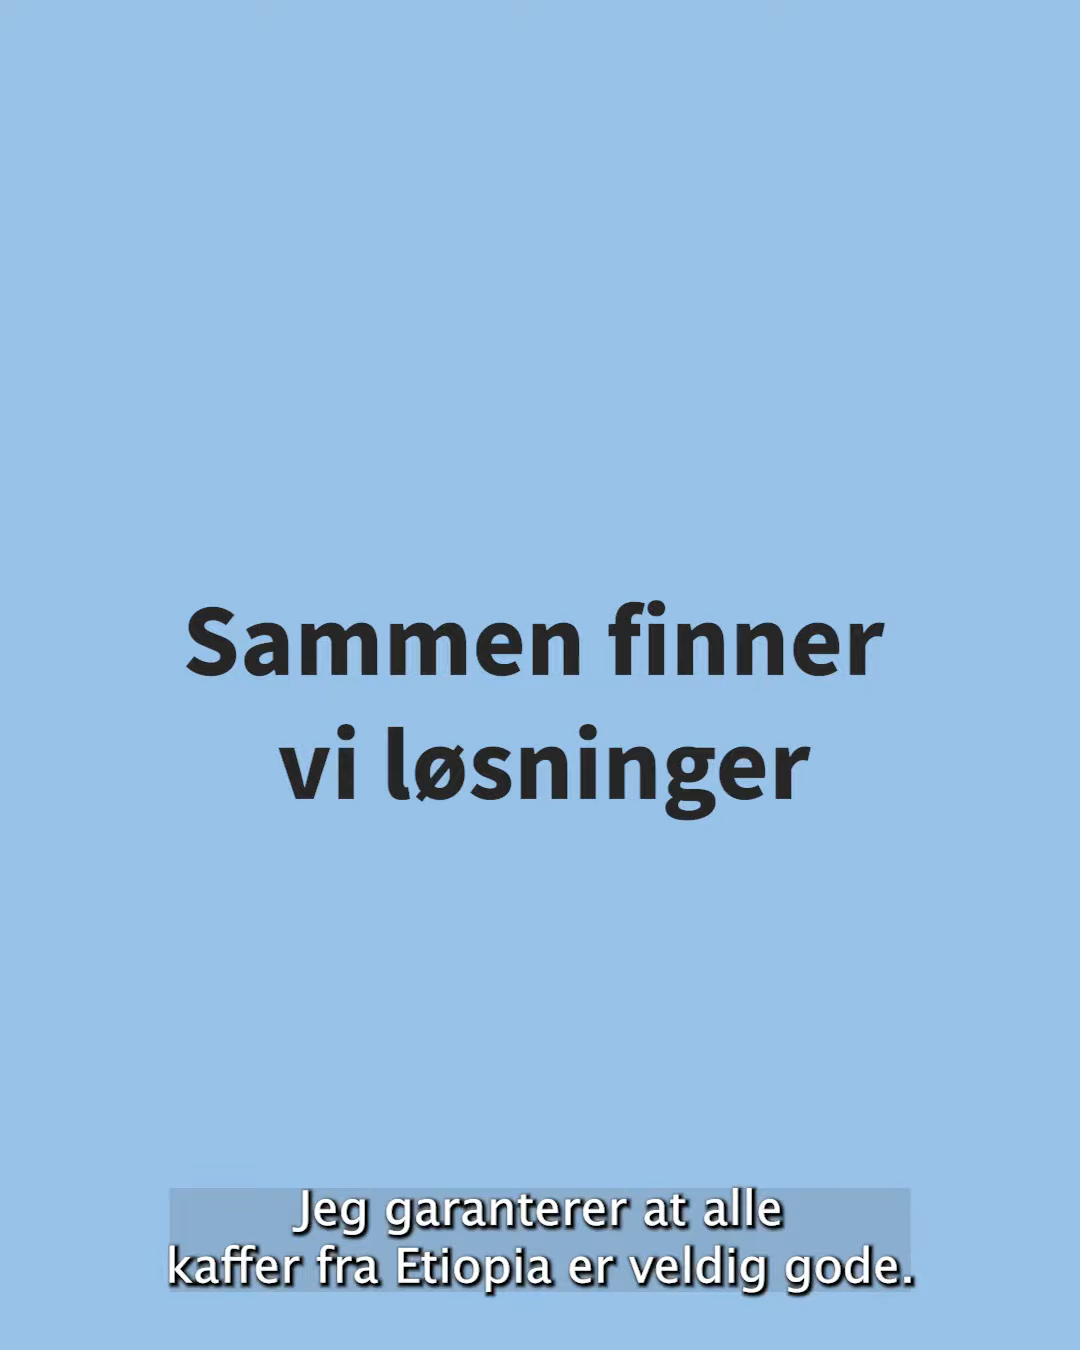 Sammen finner
vi løsninger
Jeg garanterer at alle
kaffer fra Etiopia er veldig gode.